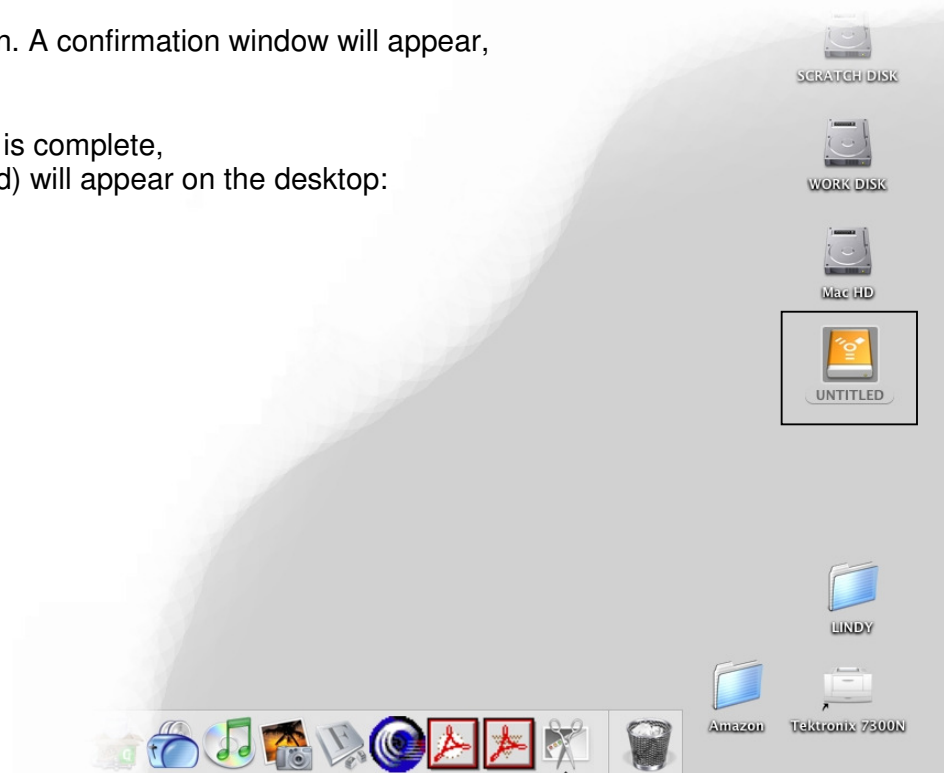 n. A confirmation window will appear,
is complete,
d) will appear on the desktop:
SCRATCH DISK
WORK DISK
Mac HD
UNTITLED
LINDY
Amazon
Tektronix 7300N